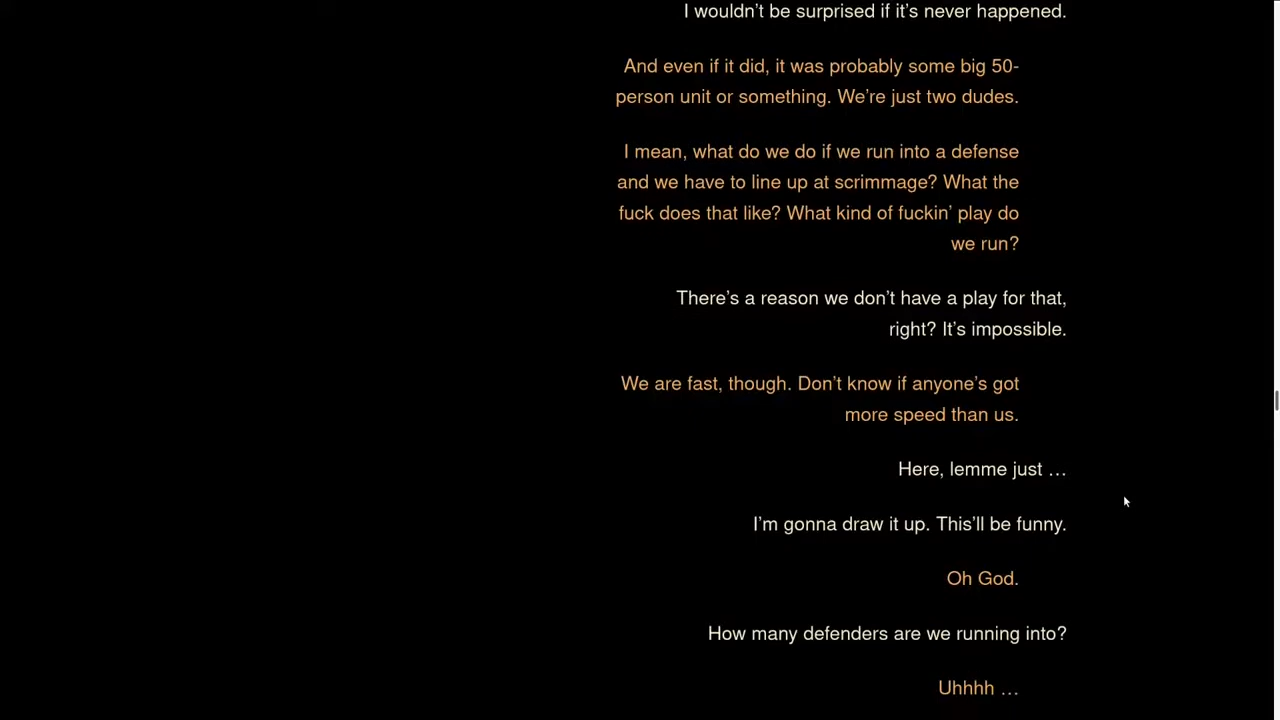 I wouldn’t be surprised if it’s never happened.
And even if it did, it was probably some big 50-
person unit or something. We’re just two dudes.
I mean, what do we do if we run into a defense
and we have to line up at scrimmage? What the
fuck does that like? What kind of fuckin’ play do
we run?
There’s a reason we don’t have a play for that,
right? It’s impossible.
We are fast, though. Don’t know if anyone’s got
more speed than us.
Here, lemme just …
I’m gonna draw it up. This’ll be funny.
Oh God.
How many defenders are we running into?
Uhhhh …